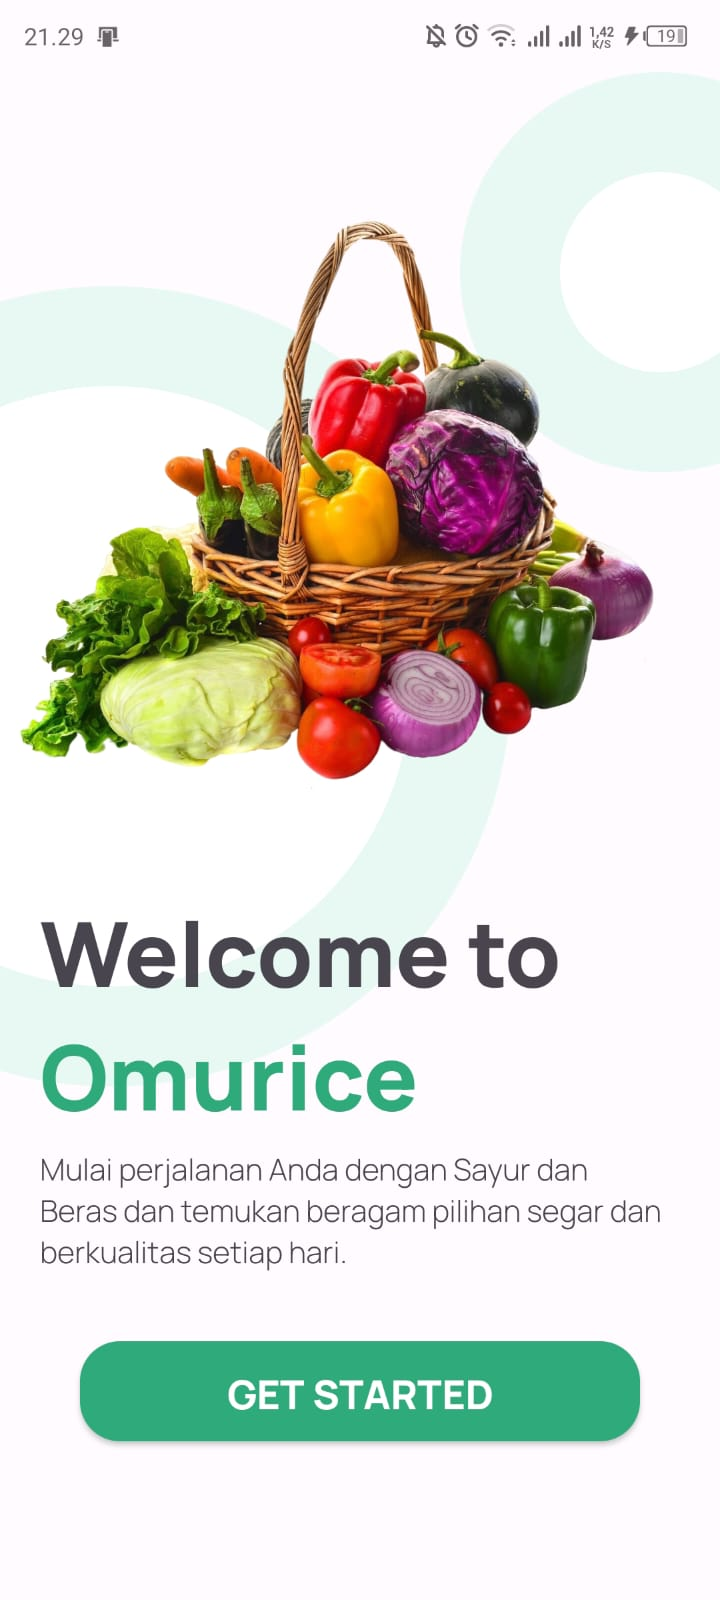 21.29
1,42
K/S
19
Welcome to
Omurice
Mulai perjalanan Anda dengan Sayur dan
Beras dan temukan beragam pilihan segar dan
berkualitas setiap hari.
GET STARTED